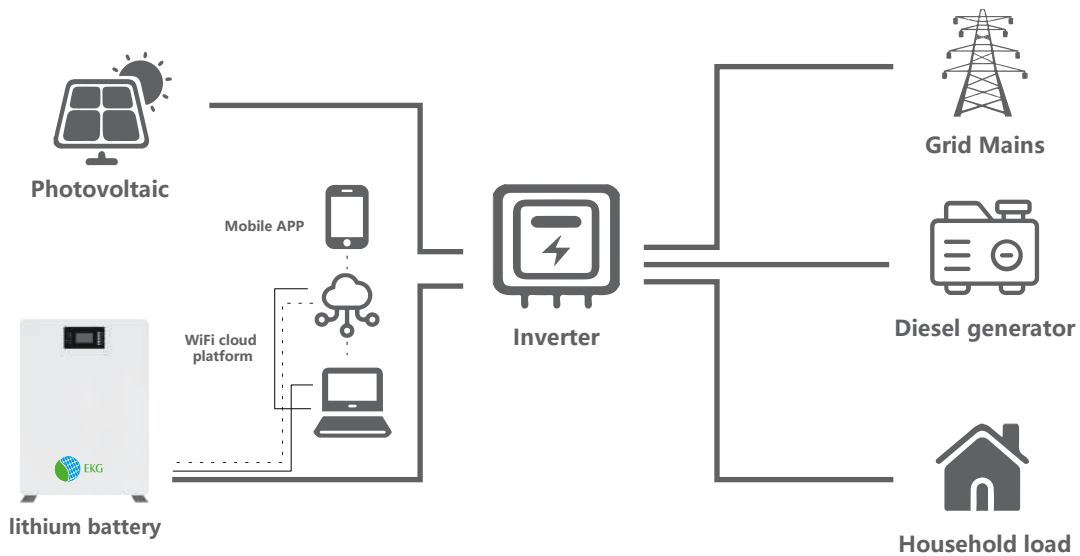 Photovoltaic
Mobile APP
WiFi cloud
platform
EKG
lithium battery
Inverter
Grid Mains
Diesel generator
Household load